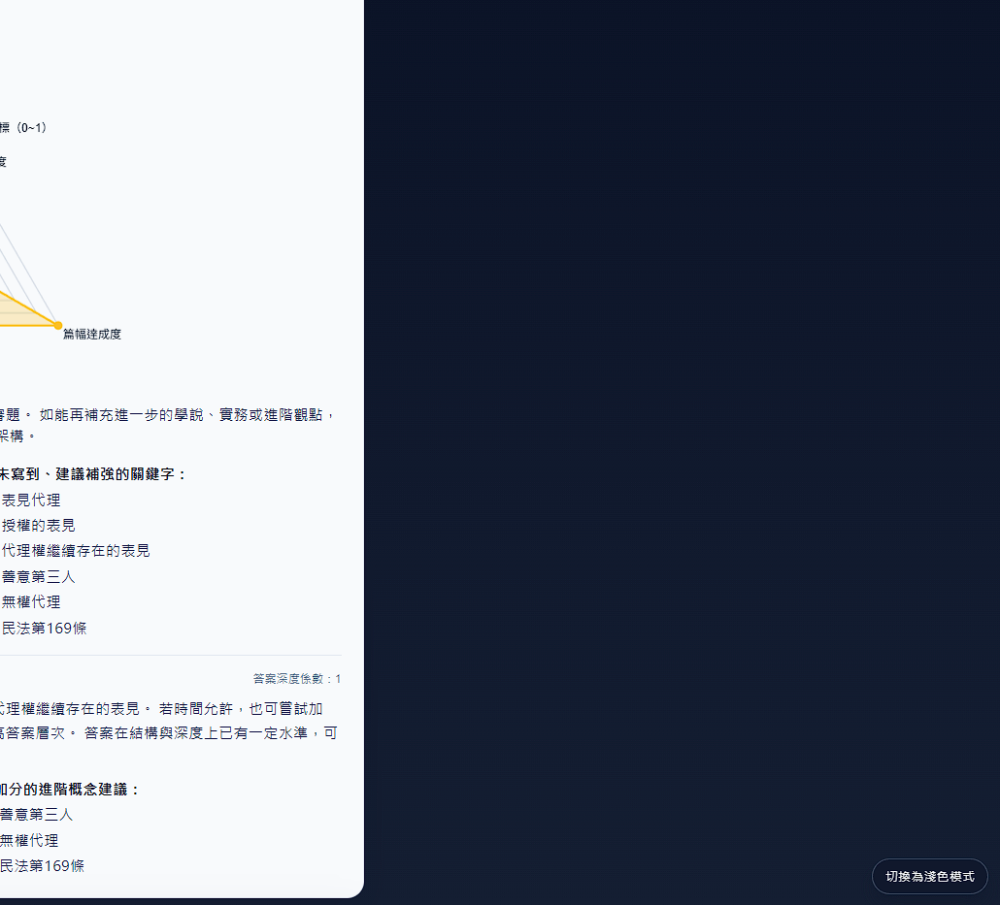 標（0~1）
度
篇幅達成度
審題。 如能再補充進一步的學說、實務或進階觀點，
架構。
未寫到、建議補強的關鍵字：
表見代理
授權的表見
代理權繼續存在的表見
善意第三人
無權代理
民法第169條
答案深度係數：1
代理權繼續存在的表見。 若時間允許，也可嘗試加
高答案層次。 答案在結構與深度上已有一定水準，可
加分的進階概念建議：
善意第三人
無權代理
民法第169條
切換為淺色模式